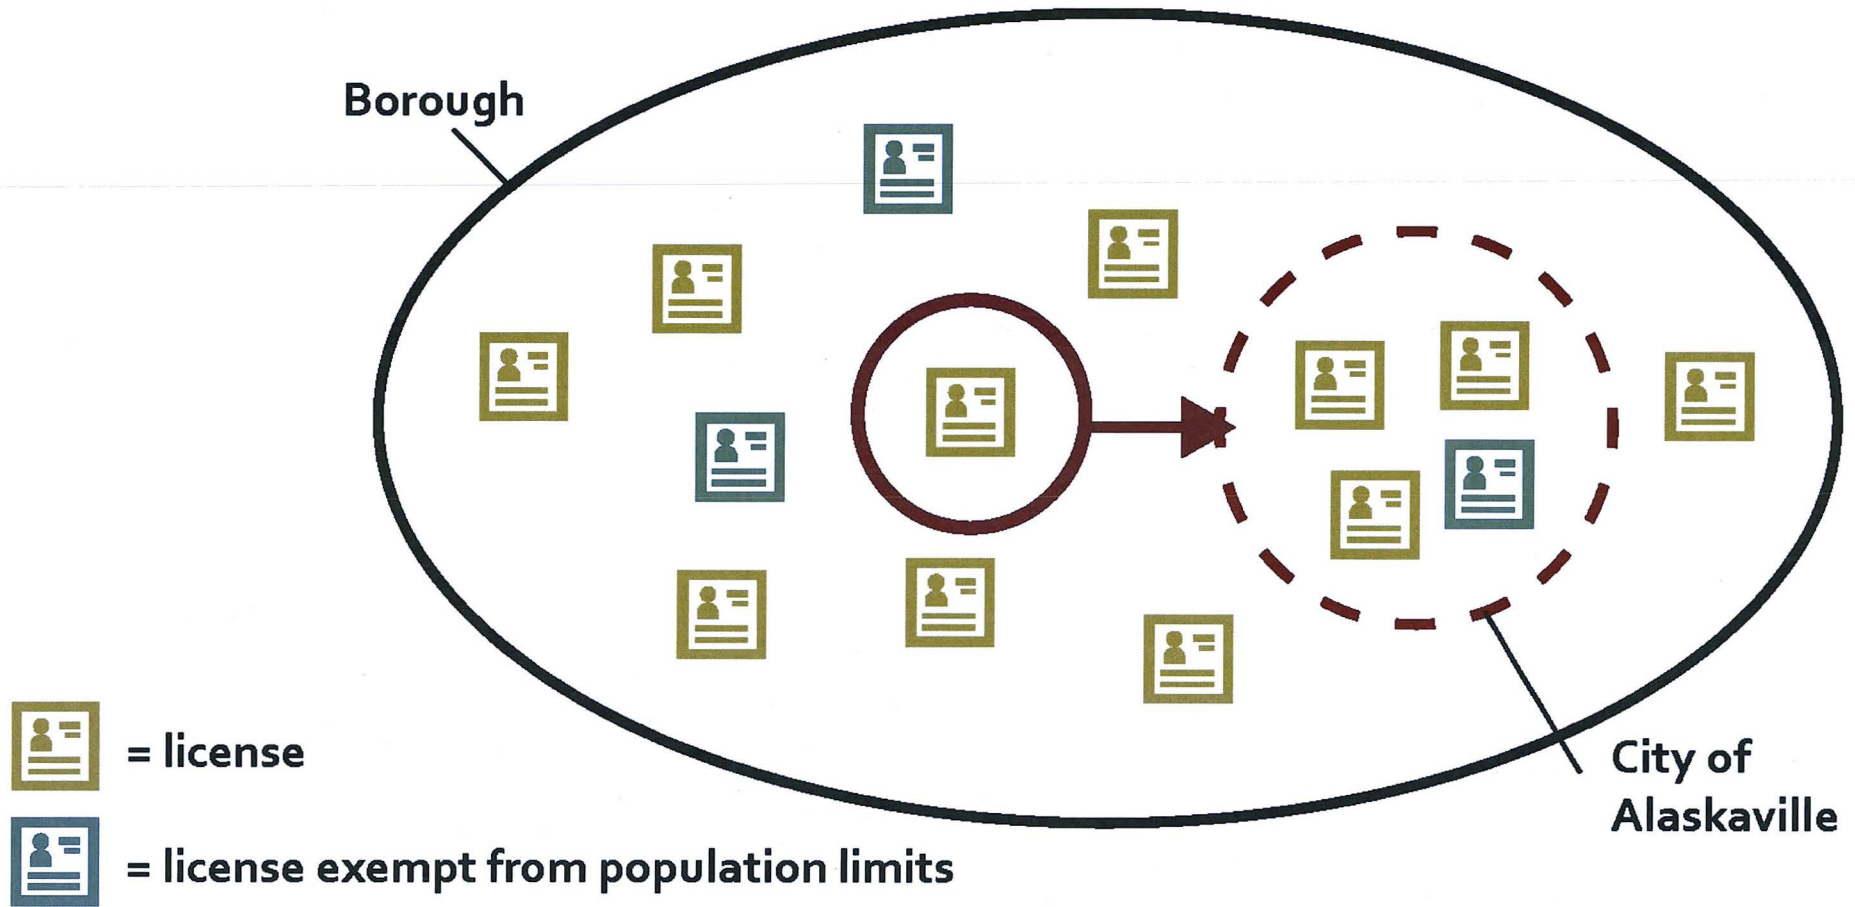 Borough
= license
= license exempt from population limits
City of
Alaskaville